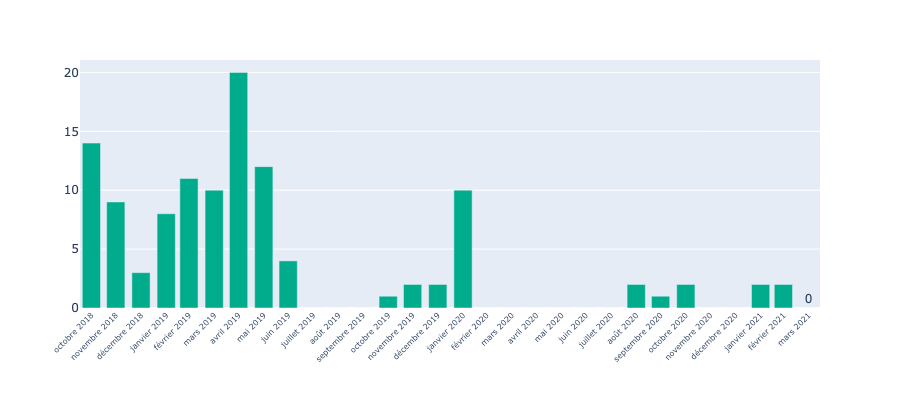 20
15
10
5
0
0
octobre 2018
novembre 2018
décembre 2018
janvier 2019
février 2019
mars 2019
avril 2019
mai 2019
juin 2019
juillet 2019
août 2019
septembre 2019
octobre 2019
novembre 2019
décembre 2019
janvier 2020
février 2020
mars 2020
avril 2020
mai 2020
juin 2020
juillet 2020
août 2020
septembre 2020
octobre 2020
novembre 2020
décembre 2020
janvier 2021
février 2021
mars 2021